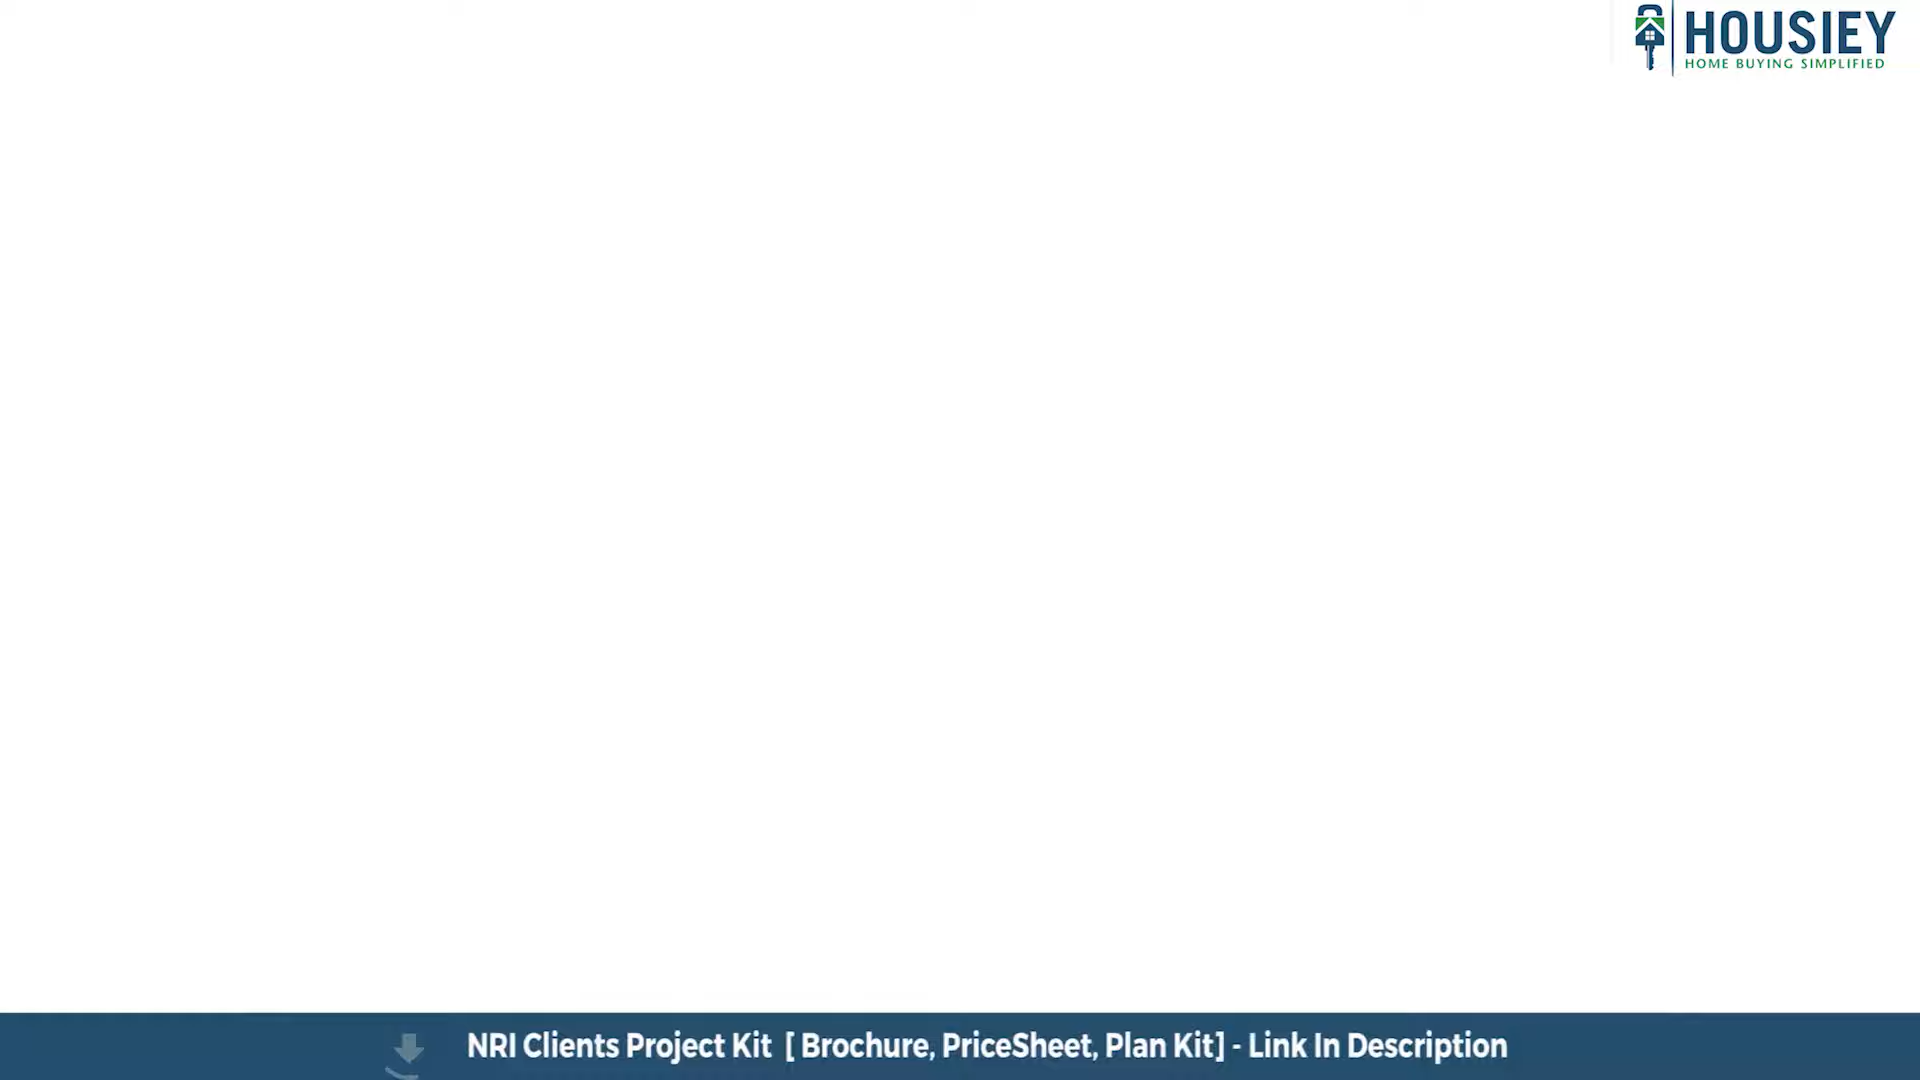 HOUSIEY
HOME BUYING SIMPLIFIED
NRI Clients Project Kit [ Brochure, PriceSheet, Plan Kit] - Link In Description